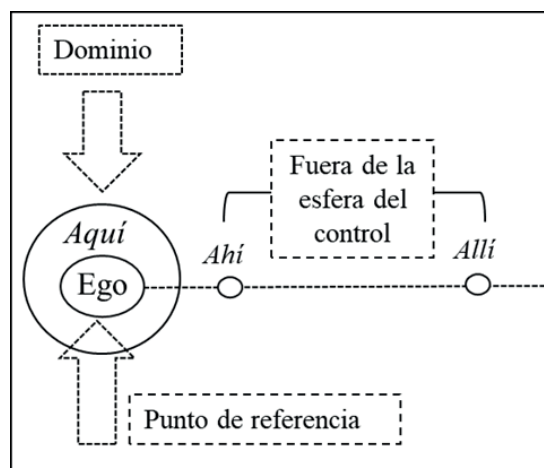 Dominio
Fuera de la
esfera del
control
Aquí
Ahí
Allí
Ego
Punto de referencia